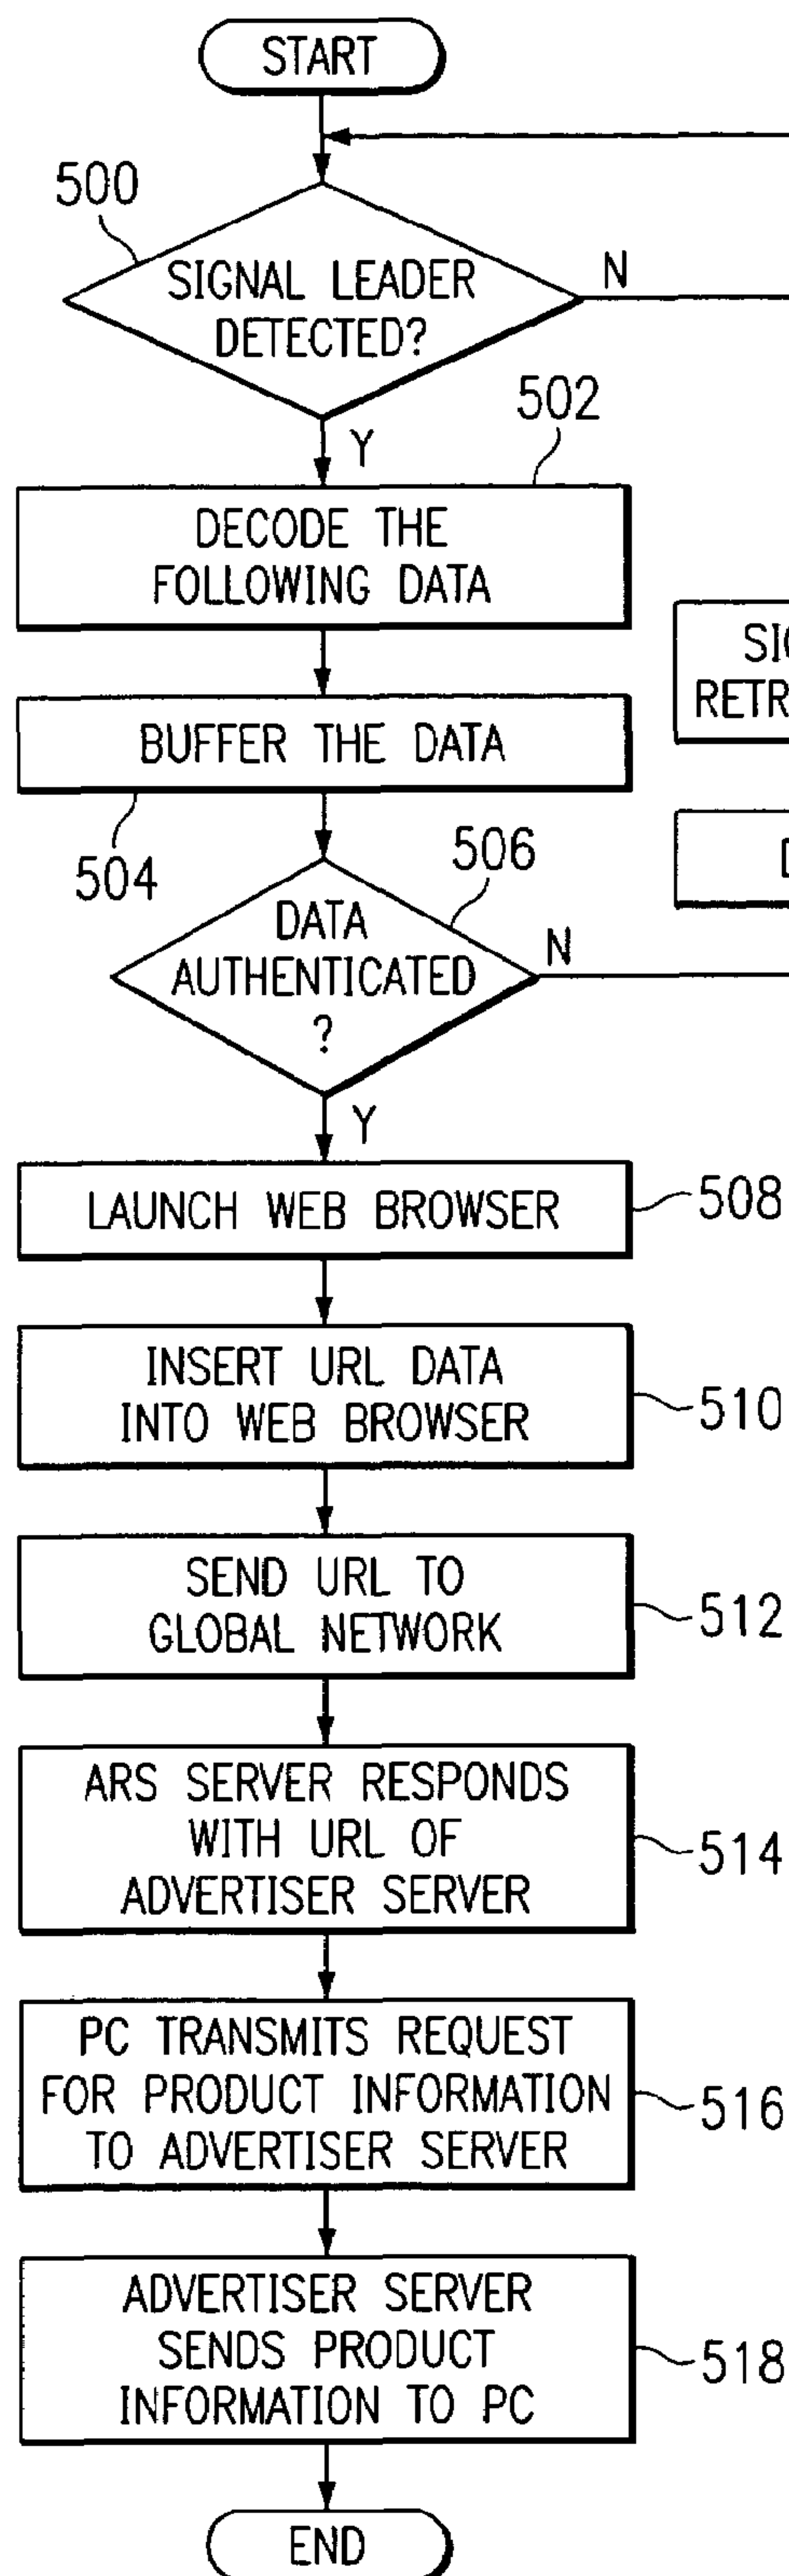 START
500
SIGNAL LEADER
DETECTED?
N
502
Y
DECODE THE
FOLLOWING DATA
BUFFER THE DATA
504
506
DATA
AUTHENTICATED
?
N
Y
LAUNCH WEB BROWSER
508
INSERT URL DATA
INTO WEB BROWSER
510
SEND URL TO
GLOBAL NETWORK
512
ARS SERVER RESPONDS
WITH URL OF
ADVERTISER SERVER
514
PC TRANSMITS REQUEST
FOR PRODUCT INFORMATION
TO ADVERTISER SERVER
516
ADVERTISER SERVER
SENDS PRODUCT
INFORMATION TO PC
518
END